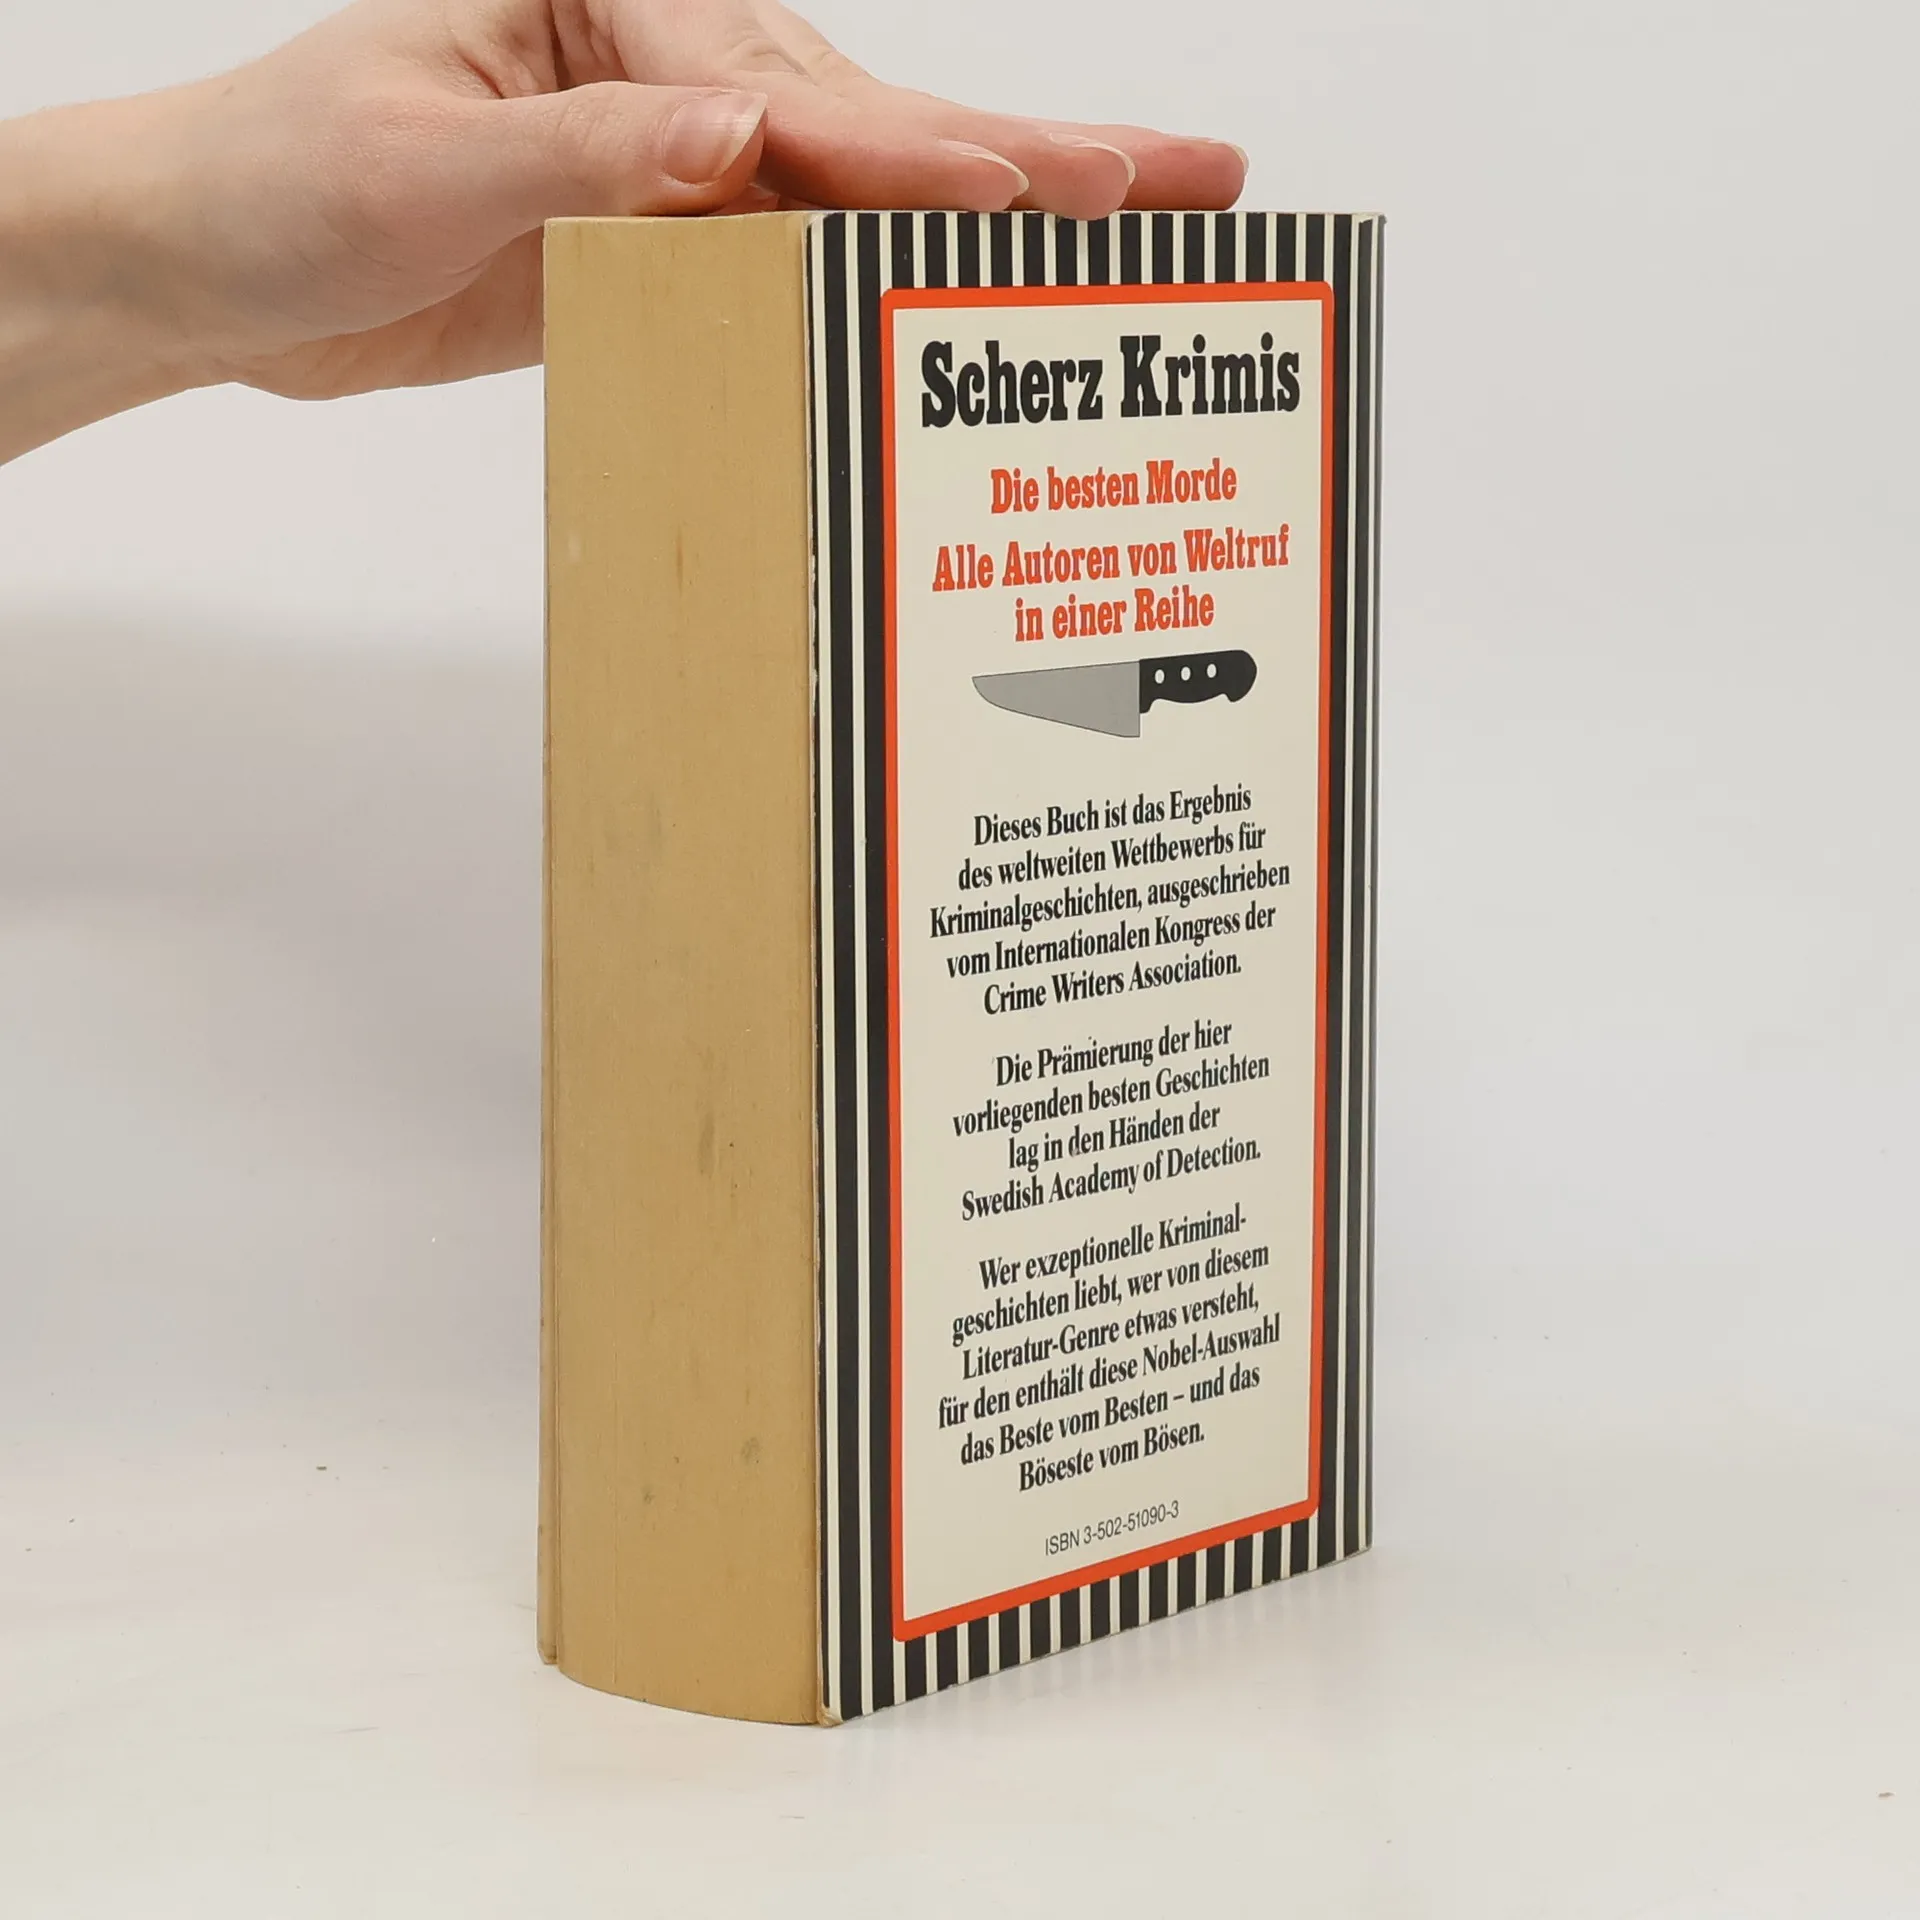 Scherz Krimis
Die besten Morde
Alle Autoren von Weltruf
in einer Reihe
Dieses Buch ist das Ergebnis
des weltweiten Wettbewerbs für
Kriminalgeschichten, ausgeschrieben
vom Internationalen Kongress der
Crime Writers Association.
Die Prämierung der hier
vorliegenden besten Geschichten
lag in den Händen der
Swedish Academy of Detection.
Wer exzeptionelle Kriminal-
geschichten liebt, wer von diesem
Literatur-Genre etwas versteht,
für den enthält diese Nobel-Auswahl
das Beste vom Besten – und das
Böseste vom Bösen.
ISBN 3-502-51090-3